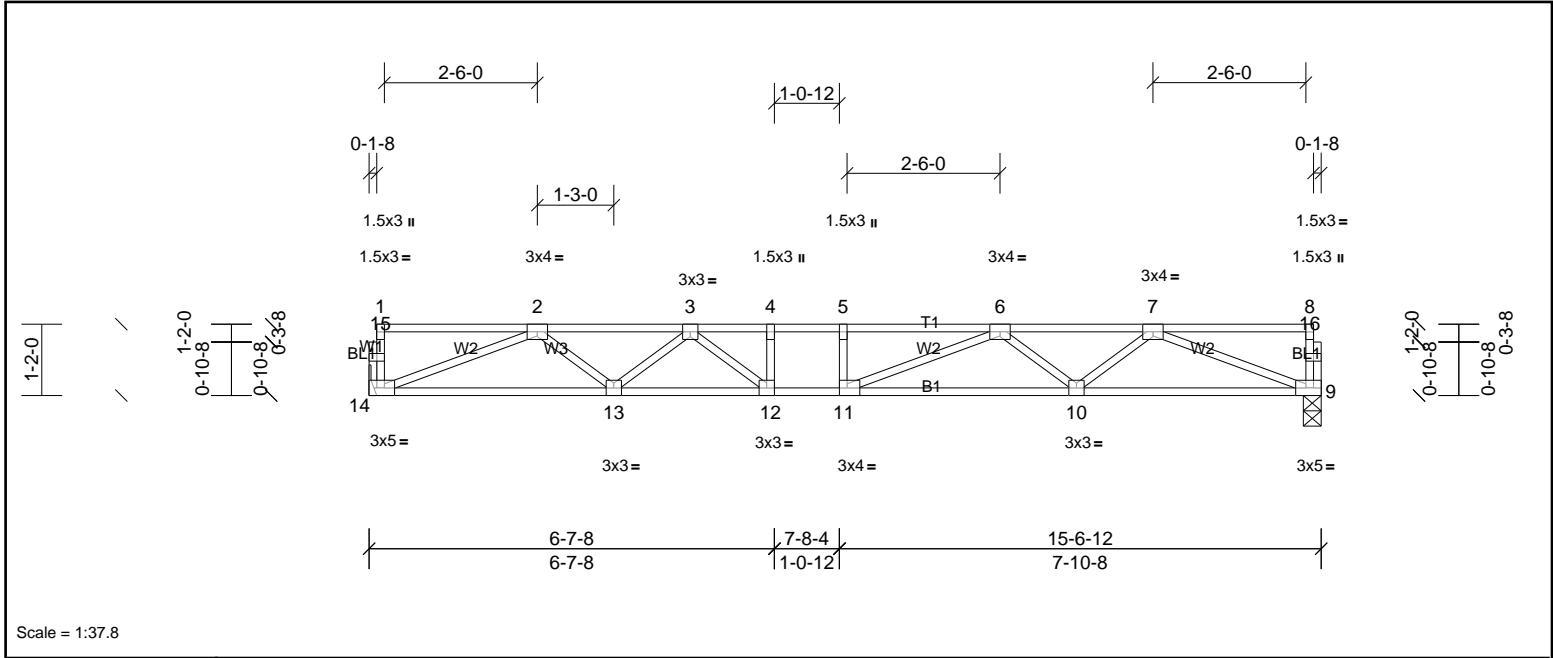 2-6-0 2-6-0
1-0-12
0-1-8 0-1-8
2-6-0
1-3-0
1.5x3 II 1.5x3 II 1.5x3 =
1.5x3 = 3x4 = 1.5x3 II 3x4 = 1.5x3 II
3x3 = 3x4 =
1 2 3 4 5 6 7 8
15 T1 16
W1 BL1 W2 W3 W2 W2 BL1
B1
14 13 12 11 10 9
1-2-0
1-2-0
0-10-8
0-10-8
0-3-8
1-2-0
0-10-8
0-10-8
0-3-8
3x5 = 3x3 = 3x3 =
3x3 = 3x4 = 3x5 =
6-7-8 7-8-4 15-6-12
6-7-8 1-0-12 7-10-8
Scale = 1:37.8